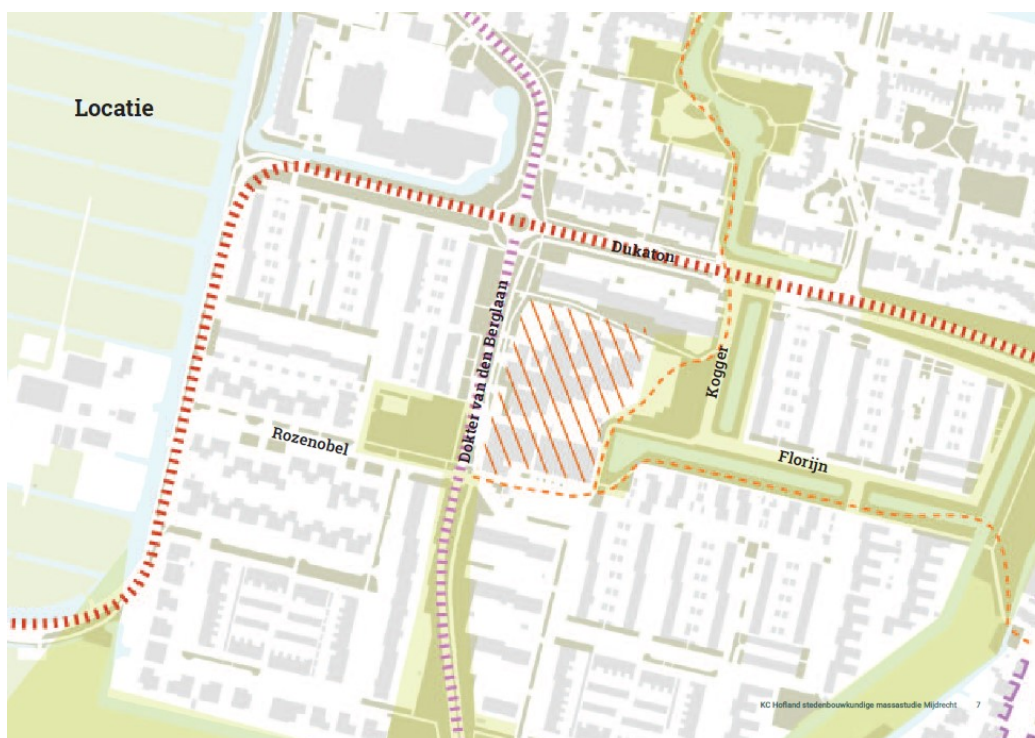 Locatie
Dukaton
Dokter van den Berglaan
Kogger
Rozenobel
Florijn
KC Hofland stedenbouwkundige massastudie Mijdrecht 7